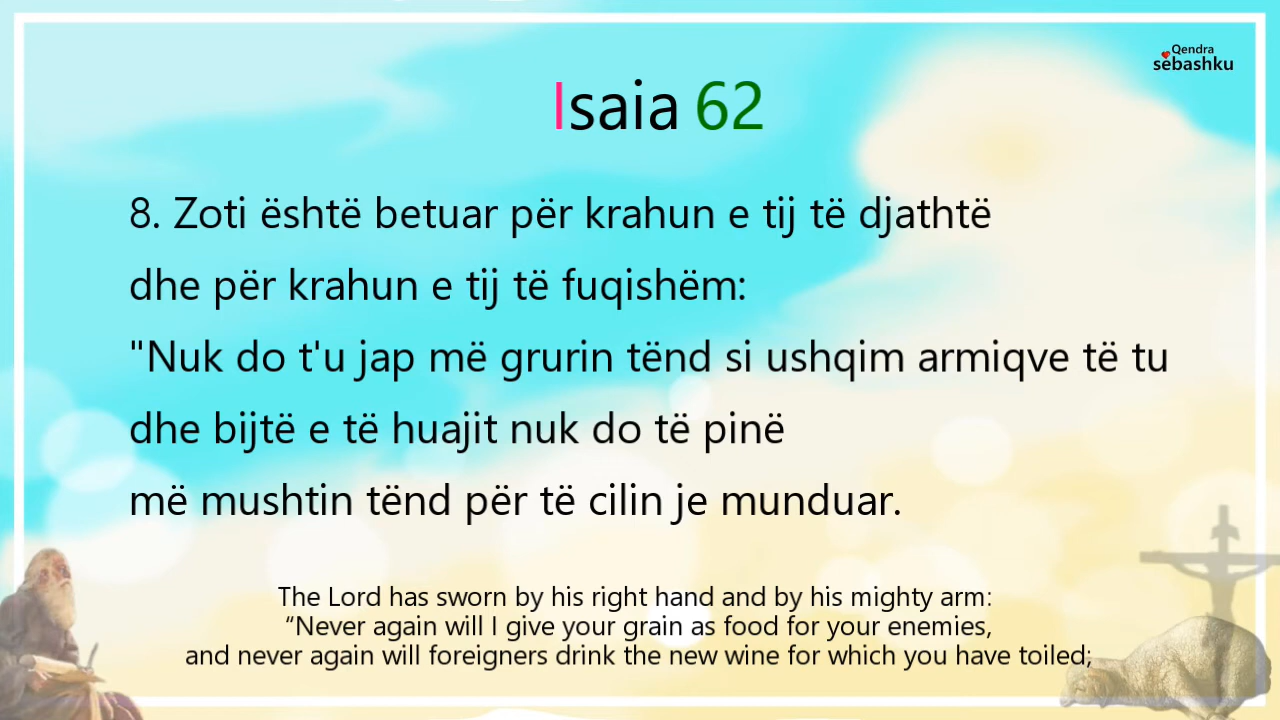 Qendra
sëbashku
Isaia 62
8. Zoti është betuar për krahun e tij të djathtë
dhe për krahun e tij të fuqishëm:
"Nuk do t'u jap më grurin tënd si ushqim armiqve të tu
dhe bijtë e të huajit nuk do të pinë
më mushtin tënd për të cilin je munduar.
The Lord has sworn by his right hand and by his mighty arm:
“Never again will I give your grain as food for your enemies,
and never again will foreigners drink the new wine for which you have toiled;